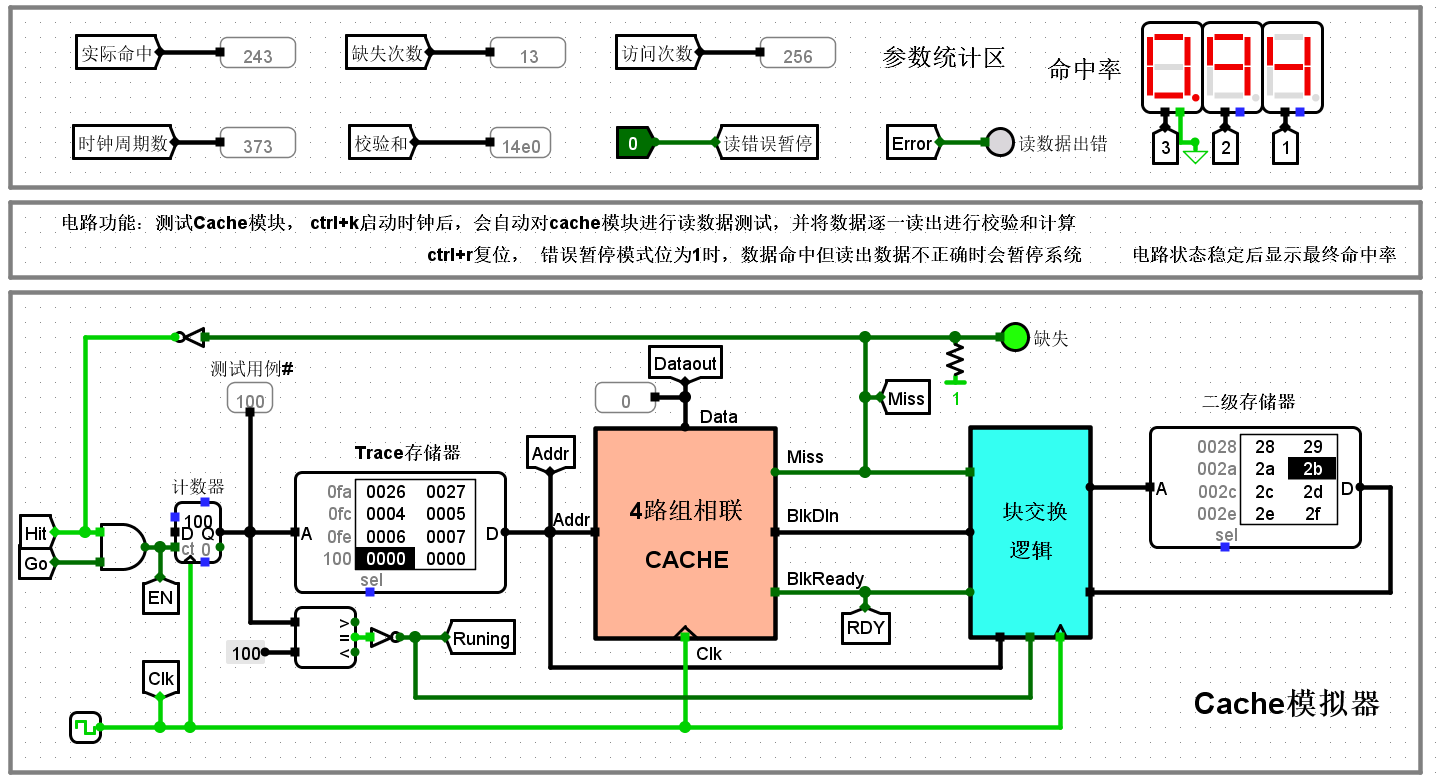 实际命中 243 缺失次数 13 访问次数 256 参数统计区 命中率 0.94
时钟周期数 373 校验和 14e0 0 读错误暂停 Error 读数据出错 3 2 1
电路功能：测试Cache模块， ctrl+k启动时钟后，会自动对cache模块进行读数据测试，并将数据逐一读出进行校验和计算
ctrl+r复位， 错误暂停模式位为1时，数据命中但读出数据不正确时会暂停系统 电路状态稳定后显示最终命中率
缺失
测试用例#
100
Dataout
0
Data
Miss
1
二级存储器
Trace存储器
Addr
Miss
0028 28 29
002a 2a 2b
002c 2c 2d
002e 2e 2f
A D
sel
计数器
100
D Q
ct 0
0fa 0026 0027
0fc 0004 0005
0fe 0006 0007
100 0000 0000
A D
sel
Addr
4路组相联
CACHE
BlkDIn
BlkReady
块交换
逻辑
Hit
Go
EN
RDY
>
=
<
Runing
100
Clk
Clk
Cache模拟器